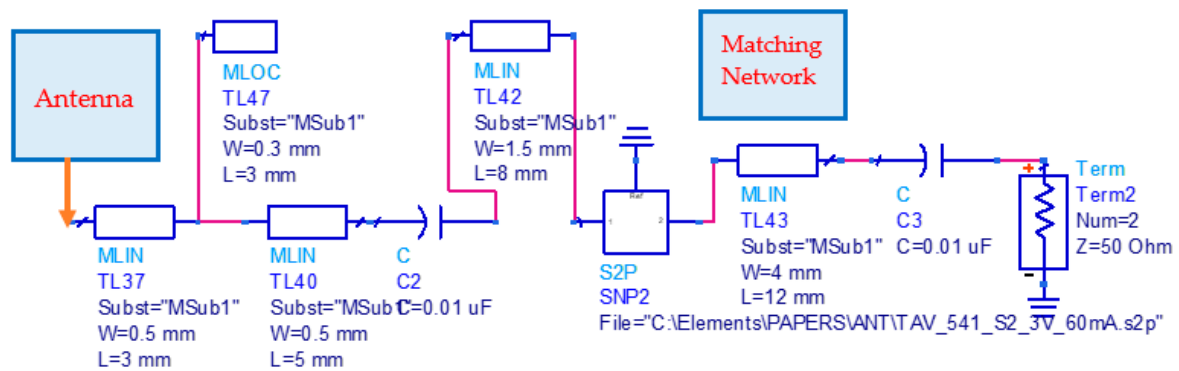 Antenna
MLOC
TL47
Subst="MSub1"
W=0.3 mm
L=3 mm
MLIN
TL42
Subst="MSub1"
W=1.5 mm
L=8 mm
Matching
Network
MLIN
TL37
Subst="MSub1"
W=0.5 mm
L=3 mm
MLIN
TL40
Subst="MSub1"
W=0.5 mm
L=5 mm
C
C2
C=0.01 uF
Ref
1
2
S2P
SNP2
File="C:\Elements\PAPERS\ANT\TAV_541_S2_3V_60mA.s2p"
MLIN
TL43
Subst="MSub1"
W=4 mm
L=12 mm
C
C3
C=0.01 uF
+
-
Term
Term2
Num=2
Z=50 Ohm